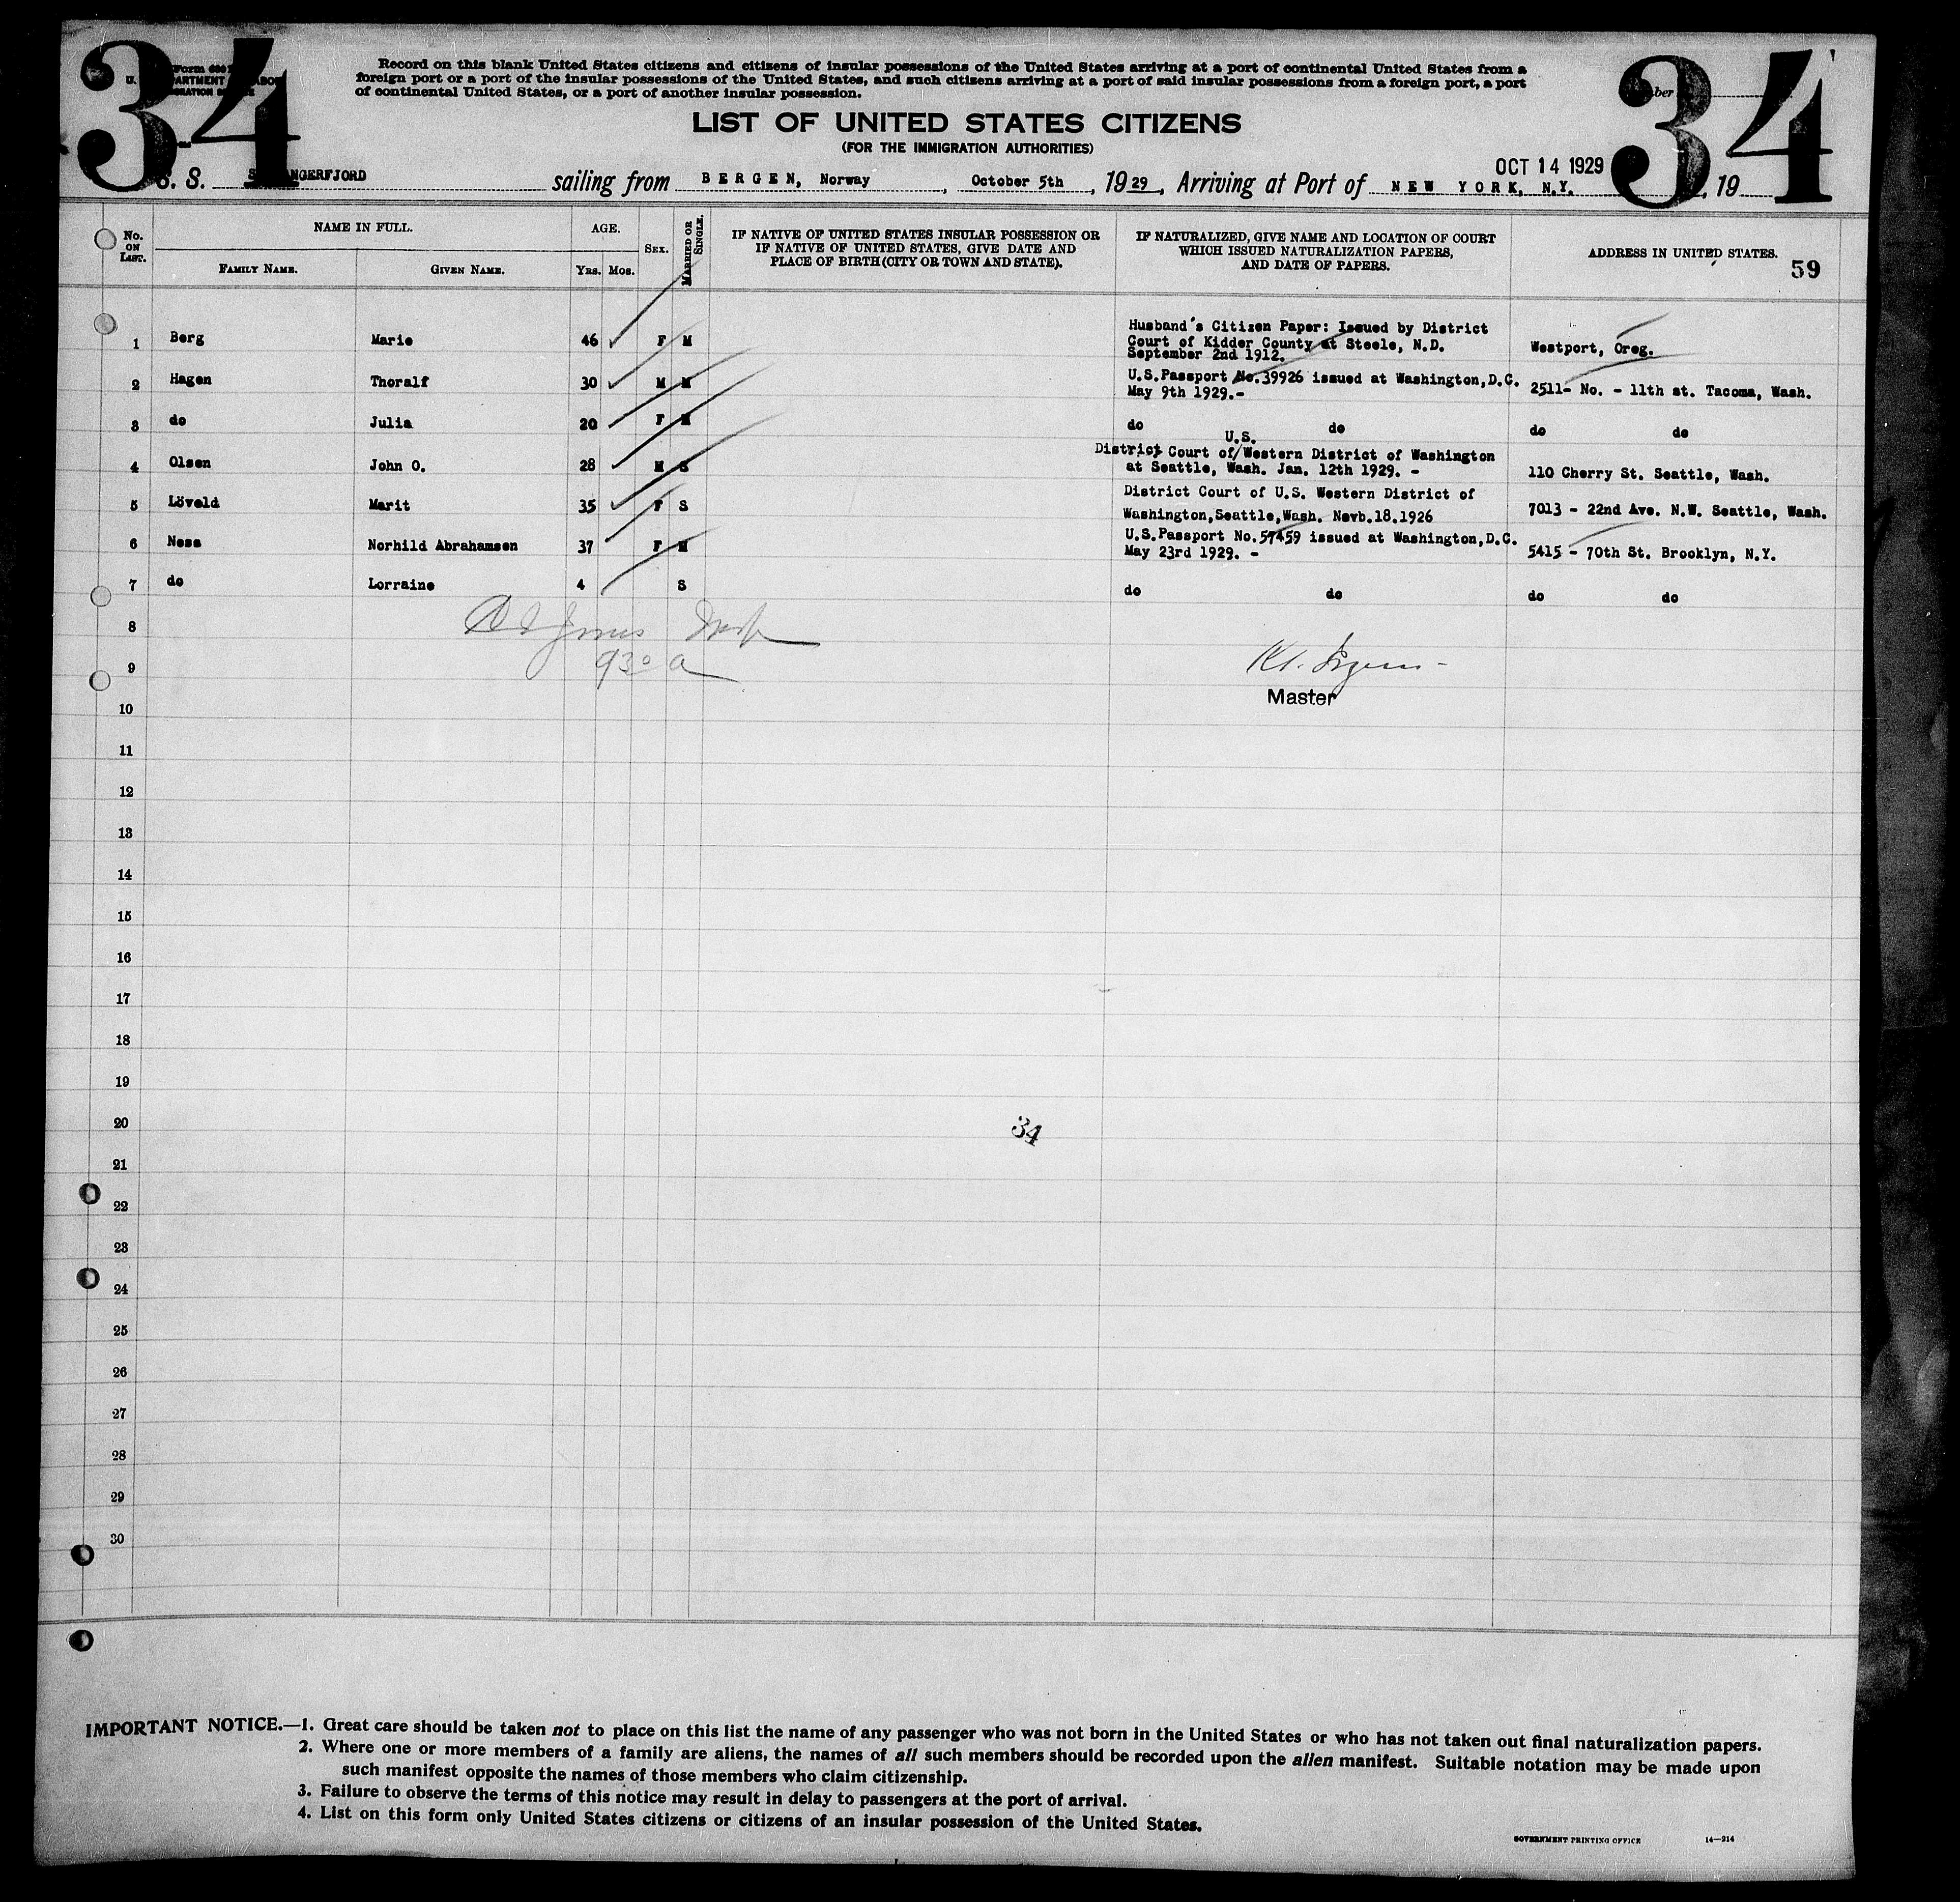 34
34
Record on this blank United States citizens and citizens of insular possessions of the United States arriving at a port of continental United States from a
foreign port or a port of the insular possessions of the United States, and such citizens arriving at a port of said insular possessions from a foreign port, a port
of continental United States, or a port of another insular possession.
LIST OF UNITED STATES CITIZENS
(FOR THE IMMIGRATION AUTHORITIES)
OCT 14 1929
S. S. NGERFJORD sailing from BERGEN, Norway, October 5th, 1929, Arriving at Port of NEW YORK, N.Y., 19
No. ON LIST.
NAME IN FULL.
FAMILY NAME.
GIVEN NAME.
AGE.
Yrs. Mos.
SEX.
MARRIED OR SINGLE.
IF NATIVE OF UNITED STATES INSULAR POSSESSION OR
IF NATIVE OF UNITED STATES, GIVE DATE AND
PLACE OF BIRTH (CITY OR TOWN AND STATE).
IF NATURALIZED, GIVE NAME AND LOCATION OF COURT
WHICH ISSUED NATURALIZATION PAPERS,
AND DATE OF PAPERS.
ADDRESS IN UNITED STATES.
59
1 Berg Marie 46 F M Husband's Citizen Paper: Issued by District
Court of Kidder County at Steele, N.D.
September 2nd 1912.
Westport, Oreg.
2 Hagen Thoralf 30 M M U.S.Passport No.39926 issued at Washington,D.C.
May 9th 1929.-
2511- No. - 11th st. Tacoma, Wash.
3 do Julia 20 F M do do do do
4 Olsen John O. 28 M S District Court of/Western District of Washington
U.S.
at Seattle, Wash. Jan. 12th 1929. -
110 Cherry St. Seattle, Wash.
5 Löveld Marit 35 F S District Court of U.S. Western District of
Washington,Seattle,Wash. Novb.18.1926
7013 - 22nd Ave. N.W. Seattle, Wash.
6 Ness Norhild Abrahamsen 37 F M U.S.Passport No.57459 issued at Washington,D.C.
May 23rd 1929. -
5415 - 70th St. Brooklyn, N.Y.
7 do Lorraine 4 S do do do do
8
930 a
9
Master
10
11
12
13
14
15
16
17
18
19
20
34
21
22
23
24
25
26
27
28
29
30
IMPORTANT NOTICE.—1. Great care should be taken not to place on this list the name of any passenger who was not born in the United States or who has not taken out final naturalization papers.
2. Where one or more members of a family are aliens, the names of all such members should be recorded upon the alien manifest. Suitable notation may be made upon
such manifest opposite the names of those members who claim citizenship.
3. Failure to observe the terms of this notice may result in delay to passengers at the port of arrival.
4. List on this form only United States citizens or citizens of an insular possession of the United States.
GOVERNMENT PRINTING OFFICE 14—214